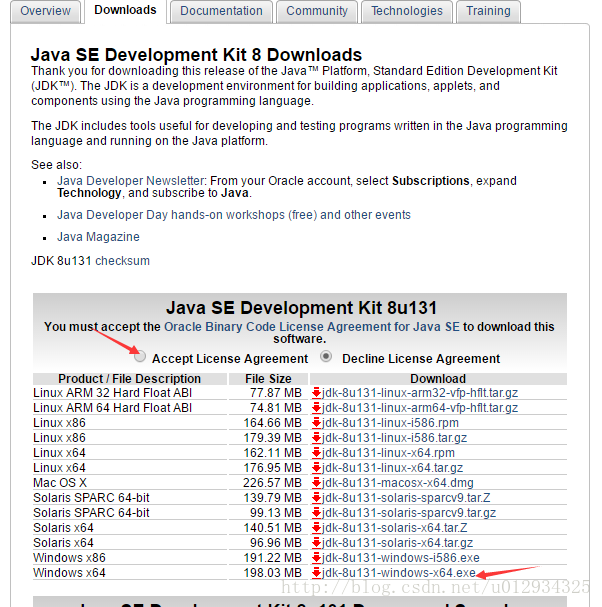 Overview Downloads Documentation Community Technologies Training
Java SE Development Kit 8 Downloads
Thank you for downloading this release of the Java™ Platform, Standard Edition Development Kit
(JDK™). The JDK is a development environment for building applications, applets, and
components using the Java programming language.
The JDK includes tools useful for developing and testing programs written in the Java programming
language and running on the Java platform.
See also:
Java Developer Newsletter: From your Oracle account, select Subscriptions, expand
Technology, and subscribe to Java.
Java Developer Day hands-on workshops (free) and other events
Java Magazine
JDK 8u131 checksum
Java SE Development Kit 8u131
You must accept the Oracle Binary Code License Agreement for Java SE to download this
software.
Accept License Agreement Decline License Agreement
Product / File Description File Size Download
Linux ARM 32 Hard Float ABI 77.87 MB jdk-8u131-linux-arm32-vfp-hflt.tar.gz
Linux ARM 64 Hard Float ABI 74.81 MB jdk-8u131-linux-arm64-vfp-hflt.tar.gz
Linux x86 164.66 MB jdk-8u131-linux-i586.rpm
Linux x86 179.39 MB jdk-8u131-linux-i586.tar.gz
Linux x64 162.11 MB jdk-8u131-linux-x64.rpm
Linux x64 176.95 MB jdk-8u131-linux-x64.tar.gz
Mac OS X 226.57 MB jdk-8u131-macosx-x64.dmg
Solaris SPARC 64-bit 139.79 MB jdk-8u131-solaris-sparcv9.tar.Z
Solaris SPARC 64-bit 99.13 MB jdk-8u131-solaris-sparcv9.tar.gz
Solaris x64 140.51 MB jdk-8u131-solaris-x64.tar.Z
Solaris x64 96.96 MB jdk-8u131-solaris-x64.tar.gz
Windows x86 191.22 MB jdk-8u131-windows-i586.exe
Windows x64 198.03 MB jdk-8u131-windows-x64.exe
http://blog.csdn.net/u012934325